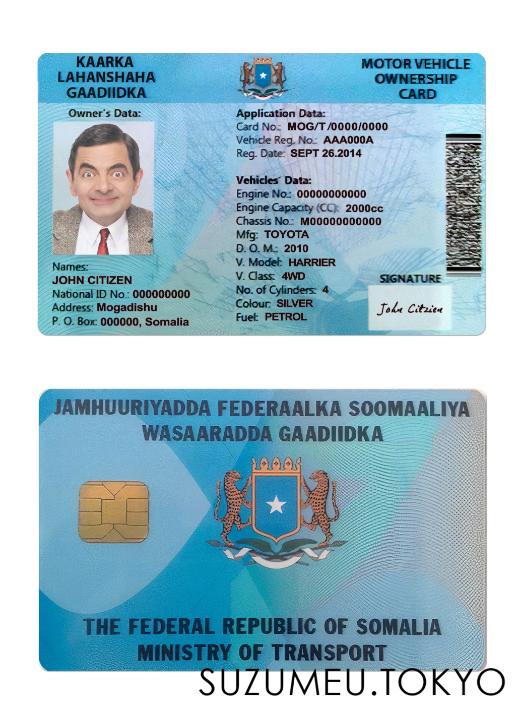 KAARKA
LAHANSHAHA
GAADIIDKA
MOTOR VEHICLE
OWNERSHIP
CARD
Owner's Data:
Names:
JOHN CITIZEN
National ID No.: 000000000
Address: Mogadishu
P. O. Box: 000000, Somalia
Application Data:
Card No.: MOG/T/0000/0000
Vehicle Reg. No.: AAA000A
Reg. Date: SEPT 26.2014
Vehicles' Data:
Engine No.: 00000000000
Engine Capacity (CC): 2000cc
Chassis No.: M00000000000
Mfg: TOYOTA
D. O. M.: 2010
V. Model: HARRIER
V. Class: 4WD
No. of Cylinders: 4
Colour: SILVER
Fuel: PETROL
SIGNATURE
John Citzien
JAMHUURIYADDA FEDERAALKA SOOMAALIYA
WASAARADDA GAADIIDKA
THE FEDERAL REPUBLIC OF SOMALIA
MINISTRY OF TRANSPORT
SUZUMEU.TOKYO